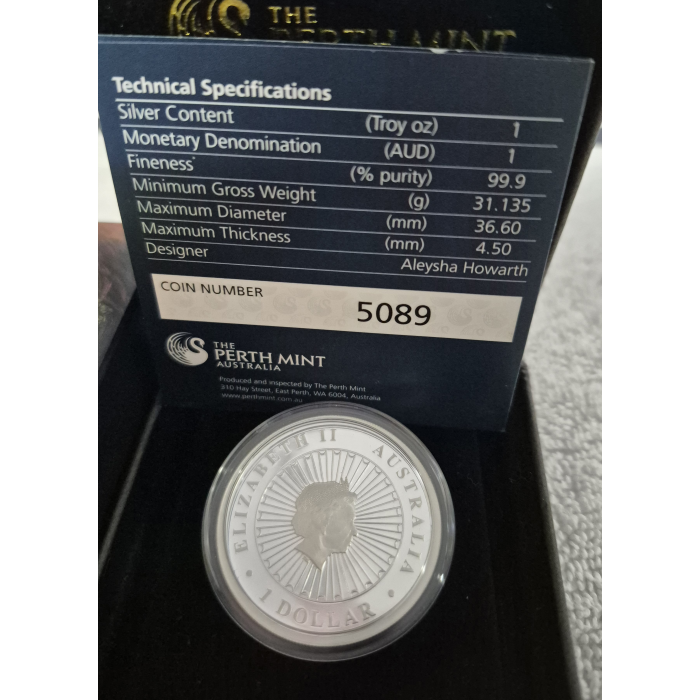 THE
PERTH MINT
Technical Specifications
Silver Content (Troy oz) 1
Monetary Denomination (AUD) 1
Fineness (% purity) 99.9
Minimum Gross Weight (g) 31.135
Maximum Diameter (mm) 36.60
Maximum Thickness (mm) 4.50
Designer Aleysha Howarth
COIN NUMBER 5089
THE
PERTH MINT
AUSTRALIA
Produced and inspected by The Perth Mint
310 Hay Street, East Perth, WA 6004, Australia
www.perthmint.com.au
ELIZABETH II AUSTRALIA
1 DOLLAR